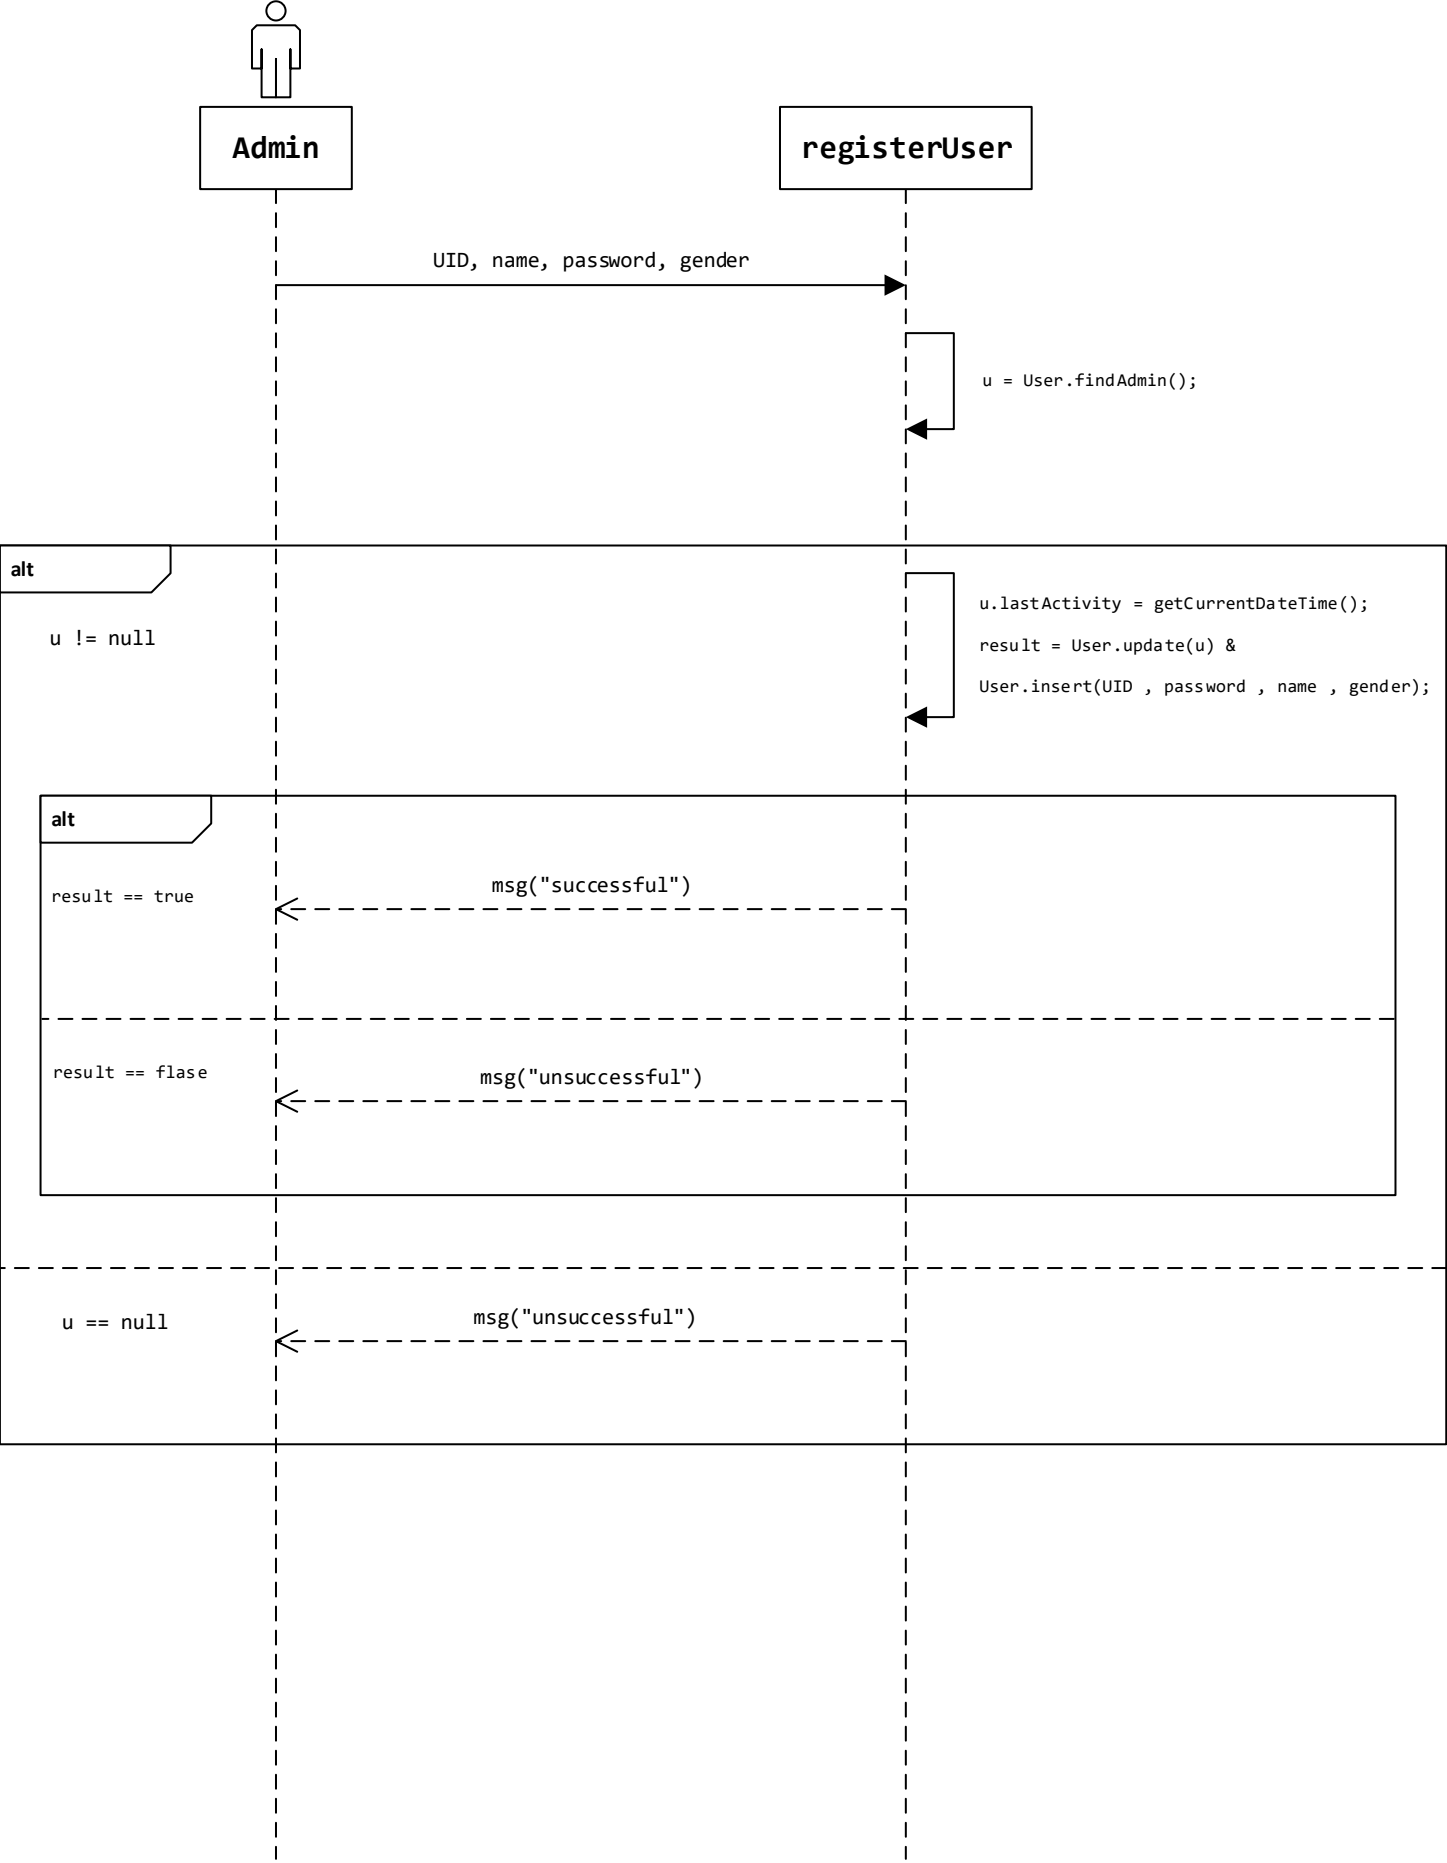 Admin
registerUser
UID, name, password, gender
u = User.findAdmin();
alt
u.lastActivity = getCurrentDateTime();
u != null
result = User.update(u) &
User.insert(UID , password , name , gender);
alt
msg("successful")
result == true
result == flase
msg("unsuccessful")
u == null
msg("unsuccessful")